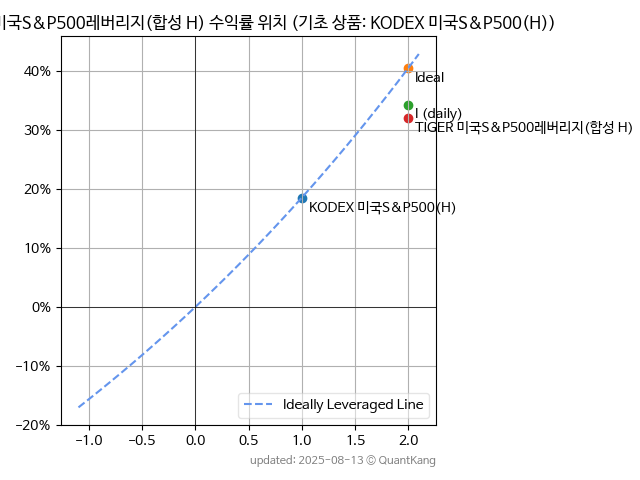 미국S&P500레버리지(합성 H) 수익률 위치 (기초 상품: KODEX 미국S&P500(H))
40%
30%
20%
10%
0%
−10%
−20%
Ideal
I (daily)
TIGER 미국S&P500레버리지(합성 H)
KODEX 미국S&P500(H)
Ideally Leveraged Line
−1.0
−0.5
0.0
0.5
1.0
1.5
2.0
updated: 2025-08-13 © QuantKang